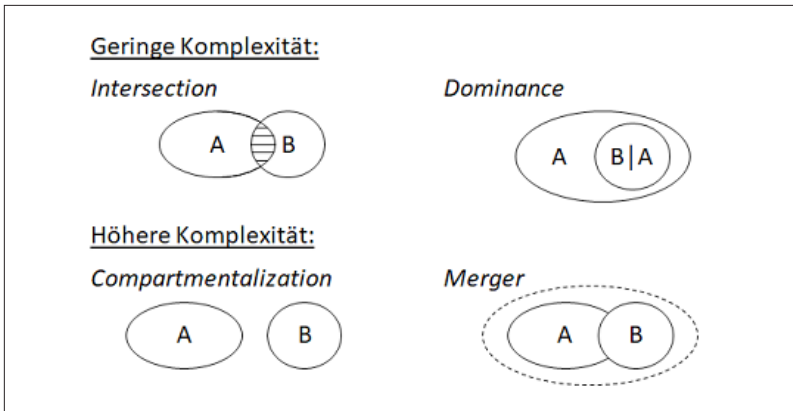 Geringe Komplexität:
Intersection
A
B
Dominance
A
B|A
Höhere Komplexität:
Compartmentalization
A
B
Merger
A
B